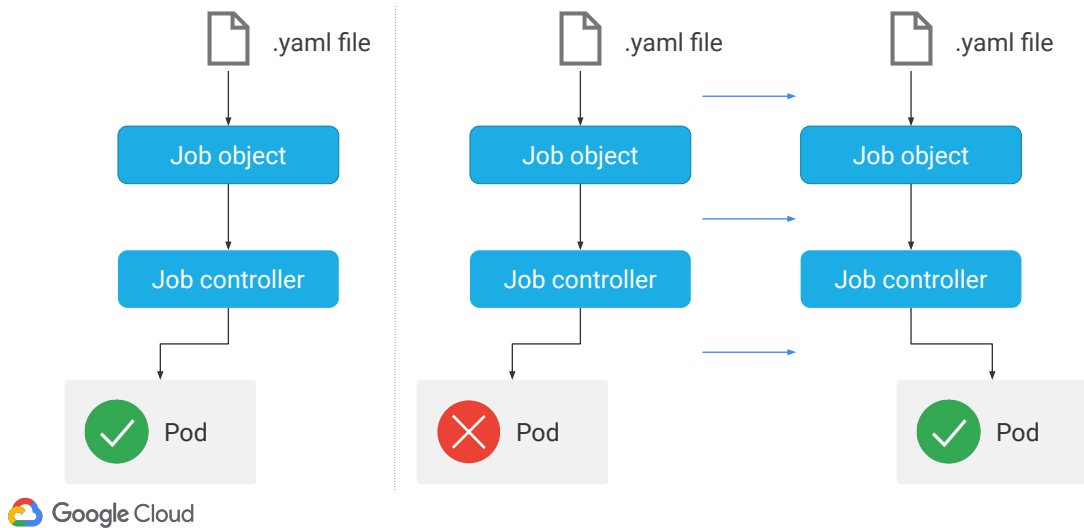 .yaml file
Job object
Job controller
Pod
.yaml file
Job object
Job controller
Pod
.yaml file
Job object
Job controller
Pod
Google Cloud